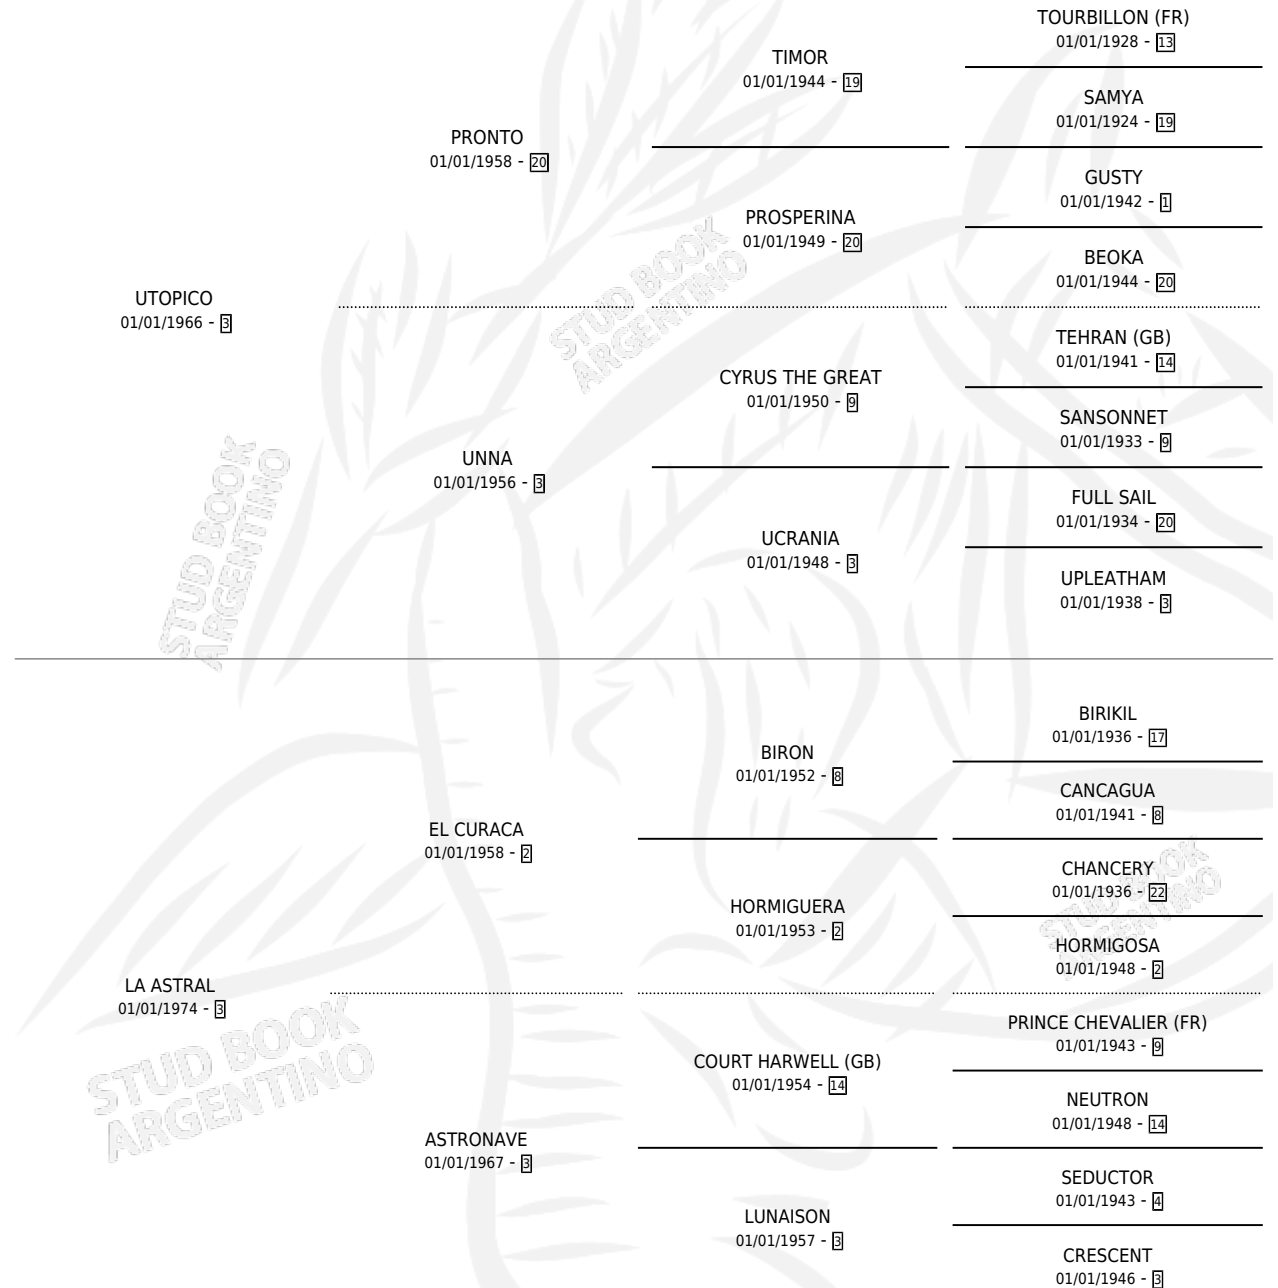 TOURBILLON (FR)
01/01/1928 - 13
TIMOR
01/01/1944 - 19
SAMYA
01/01/1924 - 19
PRONTO
01/01/1958 - 20
GUSTY
01/01/1942 - 1
PROSPERINA
01/01/1949 - 20
BEOKA
01/01/1944 - 20
UTOPICO
01/01/1966 - 3
STUD BOOK
ARGENTINO
TEHRAN (GB)
01/01/1941 - 14
CYRUS THE GREAT
01/01/1950 - 9
SANSONNET
01/01/1933 - 9
UNNA
01/01/1956 - 3
FULL SAIL
01/01/1934 - 20
UCRANIA
01/01/1948 - 3
UPLEATHAM
01/01/1938 - 3
STUD BOOK
ARGENTINO
BIRIKIL
01/01/1936 - 17
BIRON
01/01/1952 - 8
CANCAGUA
01/01/1941 - 8
EL CURACA
01/01/1958 - 2
CHANCERY
01/01/1936 - 22
HORMIGUERA
01/01/1953 - 2
HORMIGOSA
01/01/1948 - 2
STUD BOOK
ARGENTINO
LA ASTRAL
01/01/1974 - 3
PRINCE CHEVALIER (FR)
01/01/1943 - 9
COURT HARWELL (GB)
01/01/1954 - 14
NEUTRON
01/01/1948 - 14
STUD BOOK
ARGENTINO
ASTRONAVE
01/01/1967 - 3
SEDUCTOR
01/01/1943 - 4
LUNAISON
01/01/1957 - 3
CRESCENT
01/01/1946 - 3